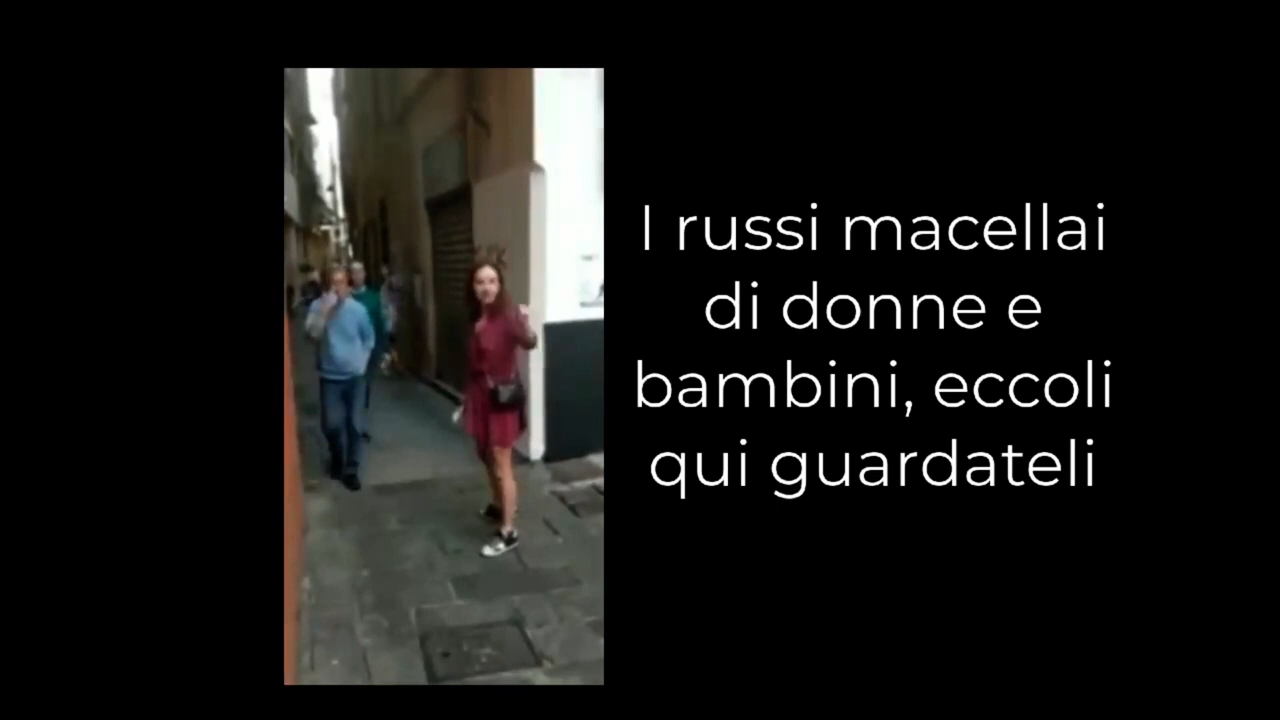 I russi macellai
di donne e
bambini, eccoli
qui guardateli